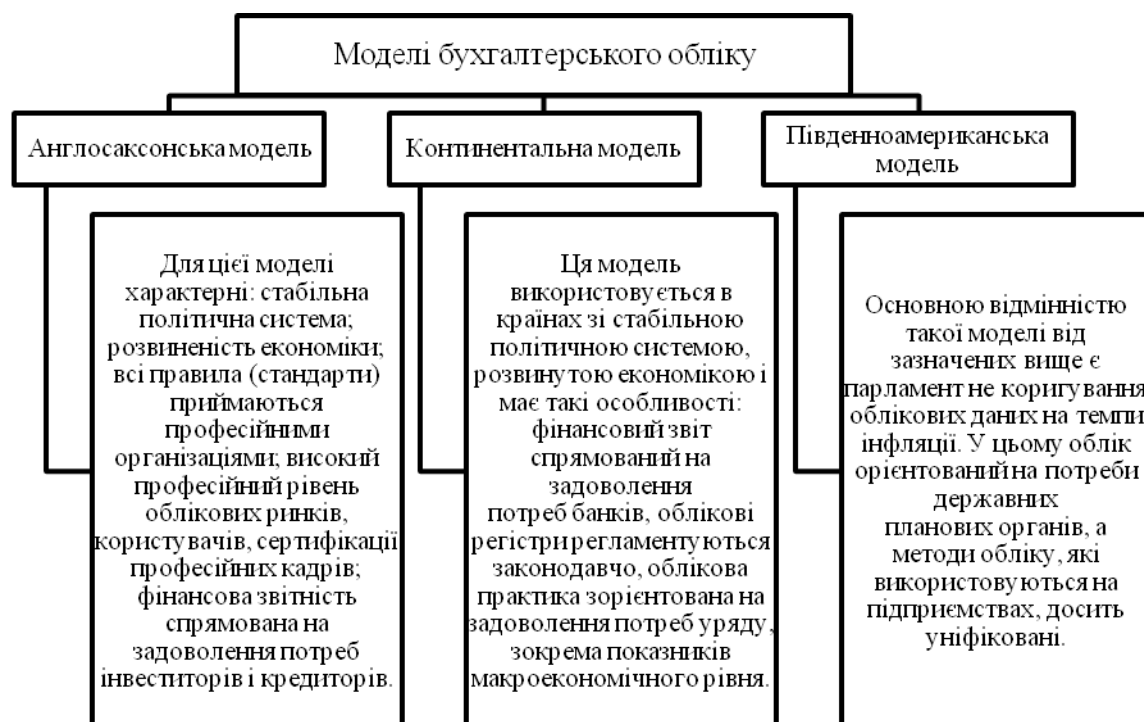 Моделі бухгалтерського обліку
Англосаксонська модель
Континентальна модель
Південноамериканська
модель
Для цієї моделі
характерні: стабільна
політична система;
розвиненість економіки;
всі правила (стандарти)
приймаються
професійними
організаціями; високий
професійний рівень
облікових ринків,
користувачів, сертифікації
професійних кадрів;
фінансова звітність
спрямована на
задоволення потреб
інвеститорів і кредиторів.
Ця модель
використовується в
країнах зі стабільною
політичною системою,
розвинутою економікою і
має такі особливості:
фінансовий звіт
спрямований на
задоволення
потреб банків, облікові
регістри регламентуються
законодавчо, облікова
практика зорієнтована на
задоволення потреб уряду,
зокрема показників
макроекономічного рівня.
Основною відмінністю
такої моделі від
зазначених вище є
парламент не коригування
облікових даних на темпи
інфляції. У цьому облік
орієнтований на потреби
державних
планових органів, а
методи обліку, які
використовуються на
підприємствах, досить
уніфіковані.